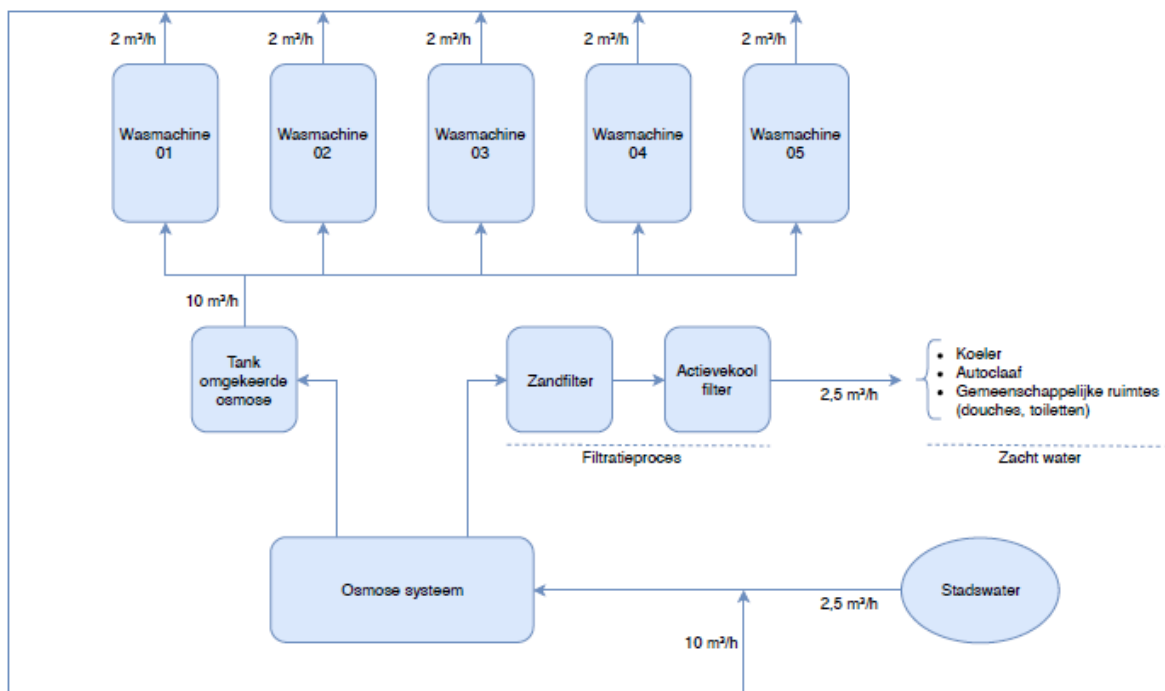 2 m³/h
2 m³/h
2 m³/h
2 m³/h
2 m³/h
Wasmachine
01
Wasmachine
02
Wasmachine
03
Wasmachine
04
Wasmachine
05
10 m³/h
Tank
omgekeerde
osmose
Zandfilter
Actievekool
filter
2,5 m³/h
• Koeler
• Autoclaaf
• Gemeenschappelijke ruimtes
(douches, toiletten)
Filtratieproces
Zacht water
Osmose systeem
Stadswater
2,5 m³/h
10 m³/h